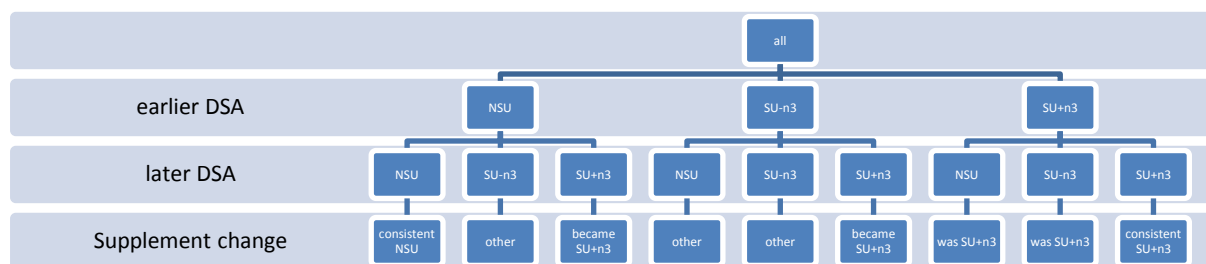 all
earlier DSA
NSU
SU-n3
SU+n3
later DSA
NSU
SU-n3
SU+n3
NSU
SU-n3
SU+n3
NSU
SU-n3
SU+n3
Supplement change
consistent
NSU
other
became
SU+n3
other
other
became
SU+n3
was SU+n3
was SU+n3
consistent
SU+n3